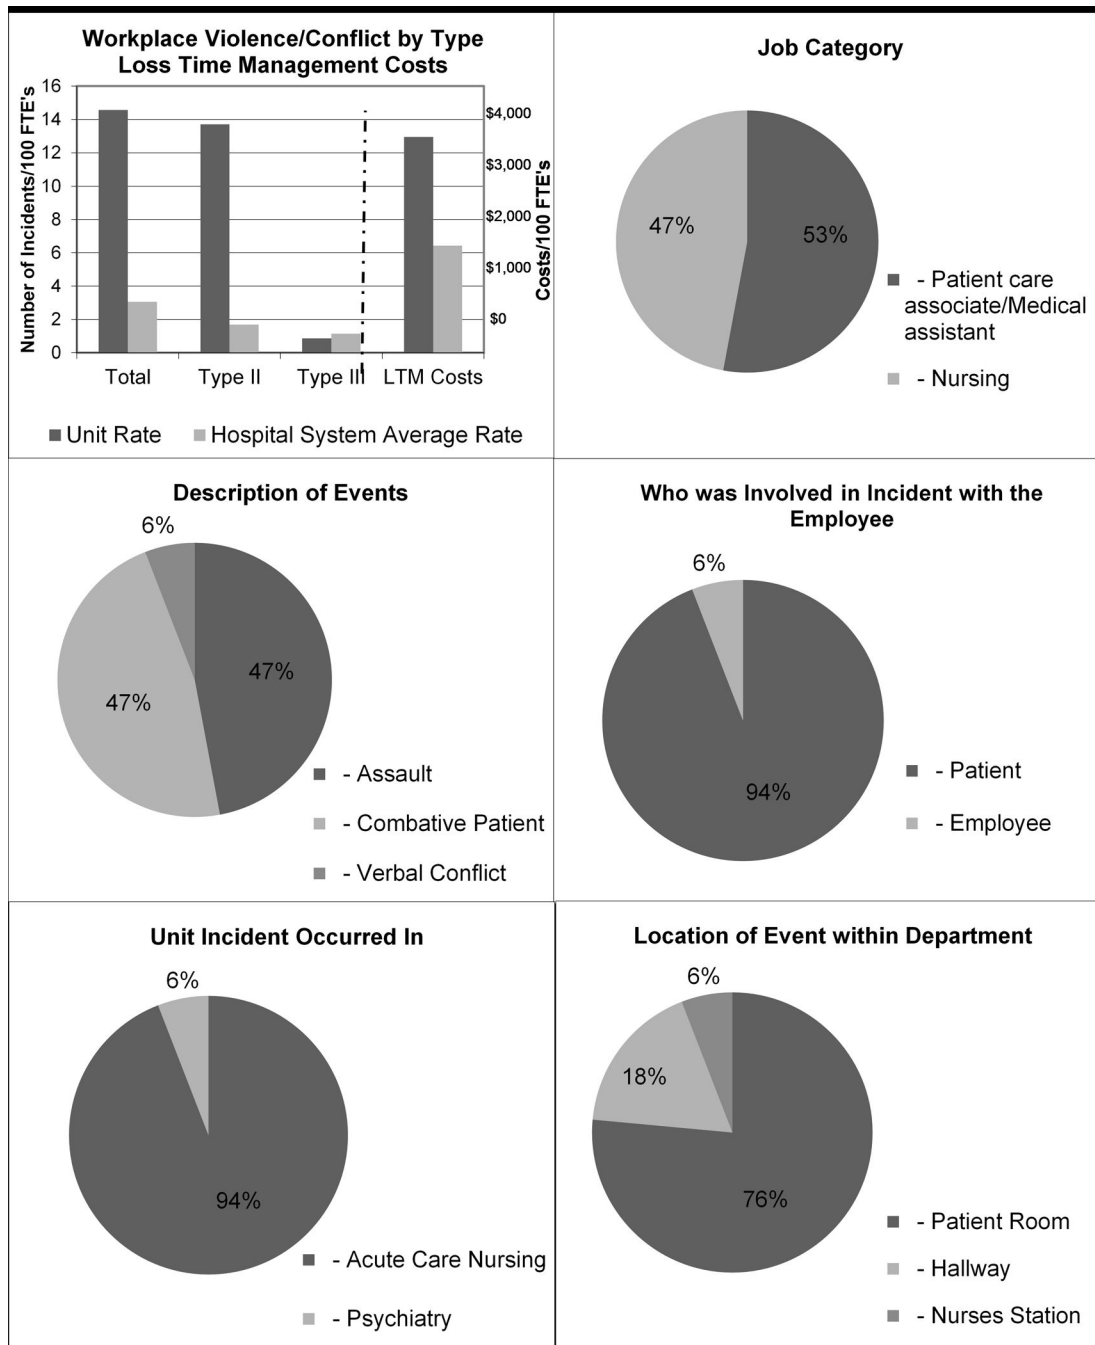 Workplace Violence/Conflict by Type
Loss Time Management Costs
Number of Incidents/100 FTE's
16
14
12
10
8
6
4
2
0
$4,000
$3,000
$2,000
$1,000
$0
Costs/100 FTE's
Total Type II Type III LTM Costs
Unit Rate Hospital System Average Rate
Job Category
47%
53%
- Patient care
associate/Medical
assistant
- Nursing
Description of Events
6%
47%
47%
- Assault
- Combative Patient
- Verbal Conflict
Who was Involved in Incident with the
Employee
6%
94%
- Patient
- Employee
Unit Incident Occurred In
6%
94%
- Acute Care Nursing
- Psychiatry
Location of Event within Department
6%
18%
76%
- Patient Room
- Hallway
- Nurses Station